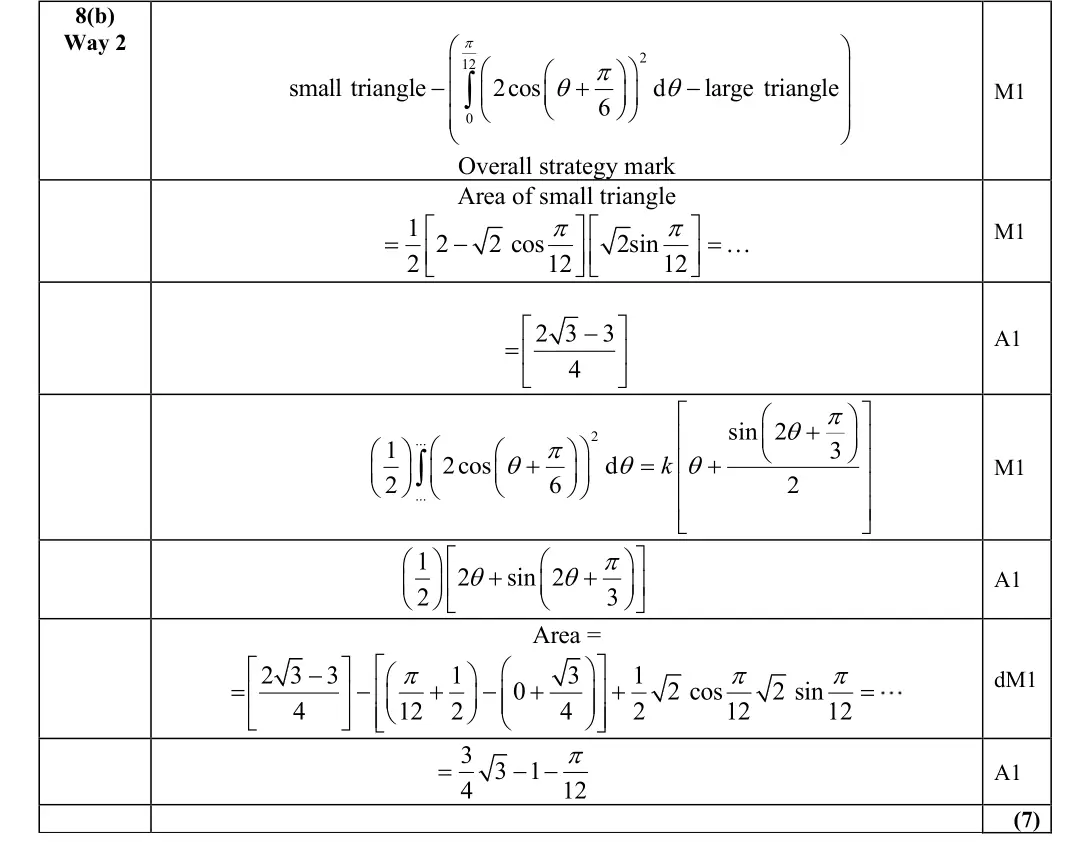 8(b)
Way 2
small triangle − ( ∫₀^{π/12} ( 2cos( θ + π/6 ) )² dθ − large triangle )
M1
Overall strategy mark
Area of small triangle
= 1/2 [ 2 − √2 cos π/12 ][ √2sin π/12 ] = …
M1
= [ (2√3 − 3)/4 ]
A1
(1/2) ∫_{...}^{...} ( 2cos( θ + π/6 ) )² dθ = k [ θ + sin( 2θ + π/3 )/2 ]
M1
(1/2) [ 2θ + sin( 2θ + π/3 ) ]
A1
Area =
= [ (2√3 − 3)/4 ] − [ ( π/12 + 1/2 ) − ( 0 + √3/4 ) ] + 1/2 √2 cos π/12 √2 sin π/12 = ⋯
dM1
= 3/4 √3 − 1 − π/12
A1
(7)